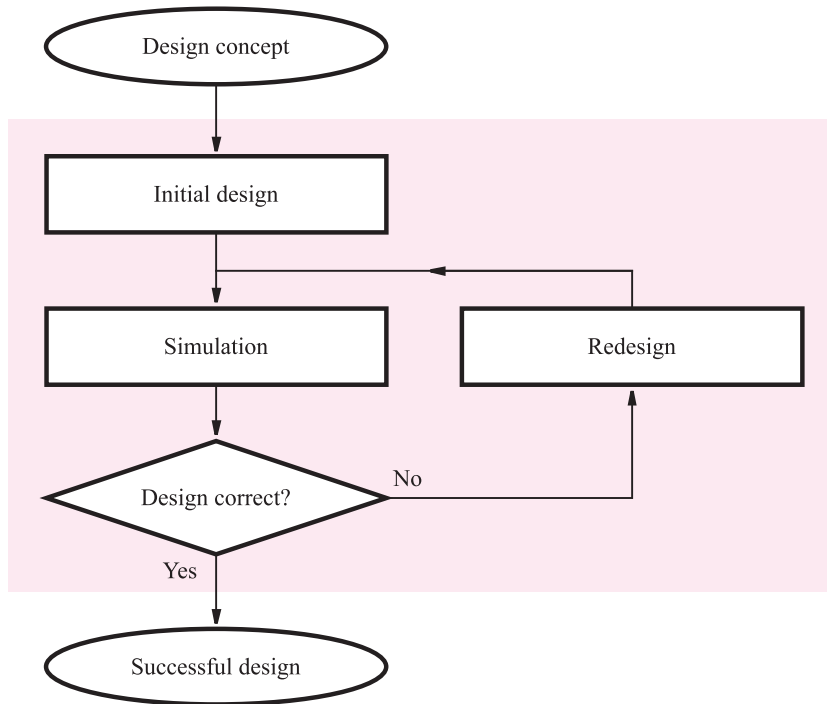 Design concept
Initial design
Simulation
Redesign
Design correct?
No
Yes
Successful design